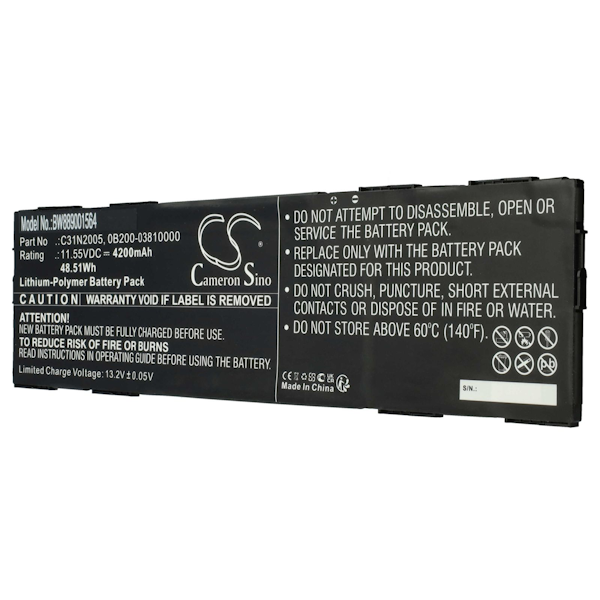 Model No.:BW889001564
Part No .: C31N2005, 0B200-03810000
Rating .: 11.55VDC= 4200mAh
48.51Wh
Lithium-Polymer Battery Pack
CS
Cameron Sino
CAUTION WARRANTY VOID IF LABEL IS REMOVED
ATTENTION!
NEW BATTERY PACK MUST BE FULLY CHARGED BEFORE USING.
TO REDUCE RISK OF FIRE OR BURNS
READ INSTRUCTIONS IN OPERATING GUIDE BEFORE USING THE BATTERY.
Limited Charge Voltage: 13.2V ±0.05V
CE
Made In China
+ -
• DO NOT ATTEMPT TO DISASSEMBLE, OPEN OR SERVICE BATTERY.
• REPLACE ONLY WITH THE BATTERY DESIGNATED FOR YOUR PRODUCT.
• DO NOT CRUSH, PUNCTURE, SHORT EXTERNAL CONTACTS OR DISPOSE OF IN FIRE OR WATER.
• DO NOT STORE ABOVE 60°C (140°F).
Pb
S/N.: